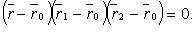 (r̅ - r̅₀)(r̅₁ - r̅₀)(r̅₂ - r̅₀) = 0.